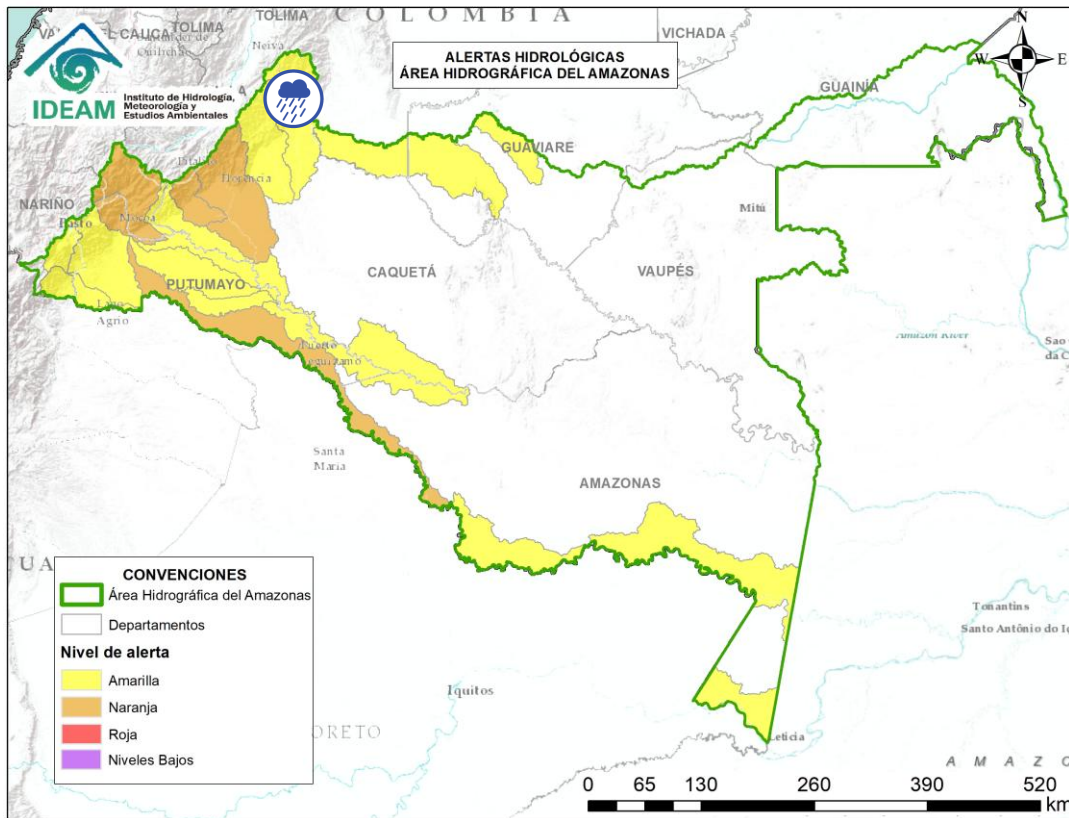 TOLIMA
COLOMBIA
TOLIMA
Neiva
VICHADA
ALERTAS HIDROLÓGICAS
ÁREA HIDROGRÁFICA DEL AMAZONAS
N
W
E
S
IDEAM
Instituto de Hidrología,
Meteorología y
Estudios Ambientales
GUAINÍA
GUAVIARE
Florencia
NARIÑO
Pasto
Mocoa
Mitú
CAQUETÁ
VAUPÉS
PUTUMAYO
Lago
Agrio
Puerto
Leguízamo
Amazon River
Santa
Maria
AMAZONAS
CONVENCIONES
Área Hidrográfica del Amazonas
Departamentos
Nivel de alerta
Amarilla
Naranja
Roja
Niveles Bajos
Tonantins
Santo Antônio do
Iquitos
Leticia
0 65 130 260 390 520
km